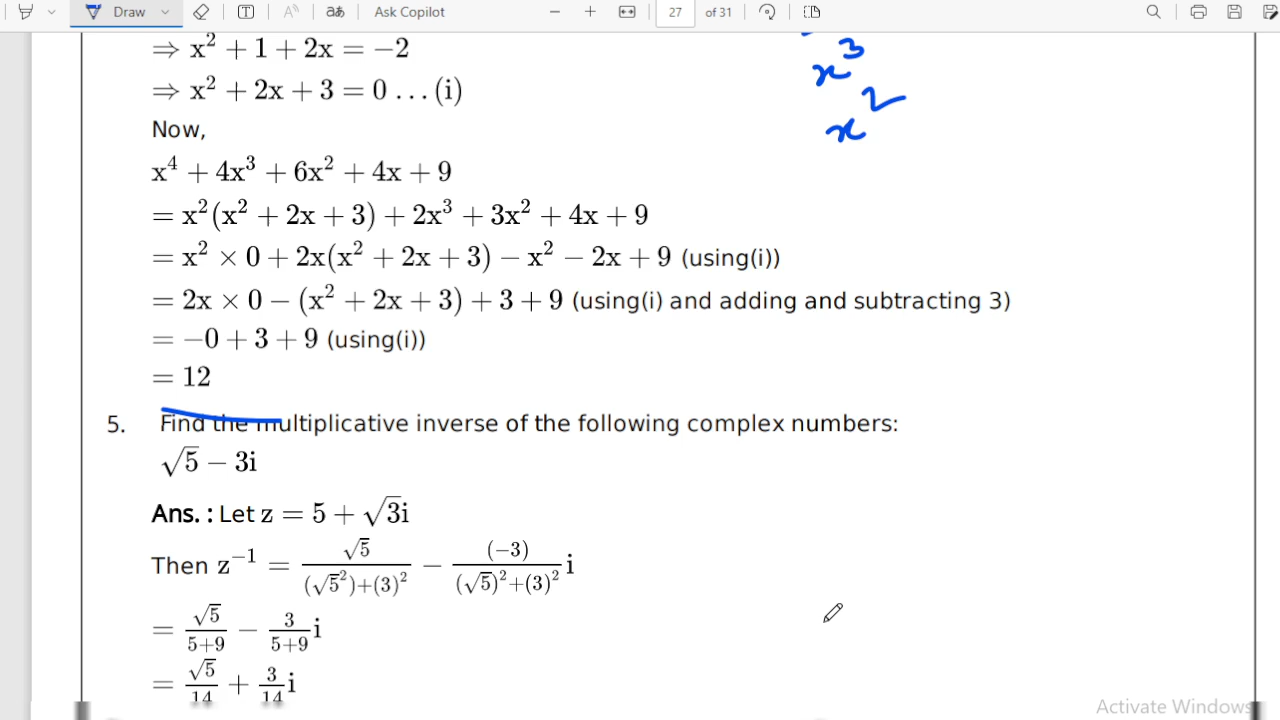 Draw aあ Ask Copilot − + 27 of 31
⇒ x² + 1 + 2x = −2
⇒ x² + 2x + 3 = 0 … (i)
Now,
x⁴ + 4x³ + 6x² + 4x + 9
= x²(x² + 2x + 3) + 2x³ + 3x² + 4x + 9
= x² × 0 + 2x(x² + 2x + 3) − x² − 2x + 9 (using(i))
= 2x × 0 − (x² + 2x + 3) + 3 + 9 (using(i) and adding and subtracting 3)
= −0 + 3 + 9 (using(i))
= 12
x³
x²
5. Find the multiplicative inverse of the following complex numbers:
√5 − 3i
Ans. : Let z = 5 + √3i
Then z⁻¹ = √5/((√5²)+(3)²) − (−3)/((√5)²+(3)²) i
= √5/(5+9) − 3/(5+9) i
= √5/14 + 3/14 i
Activate Windows